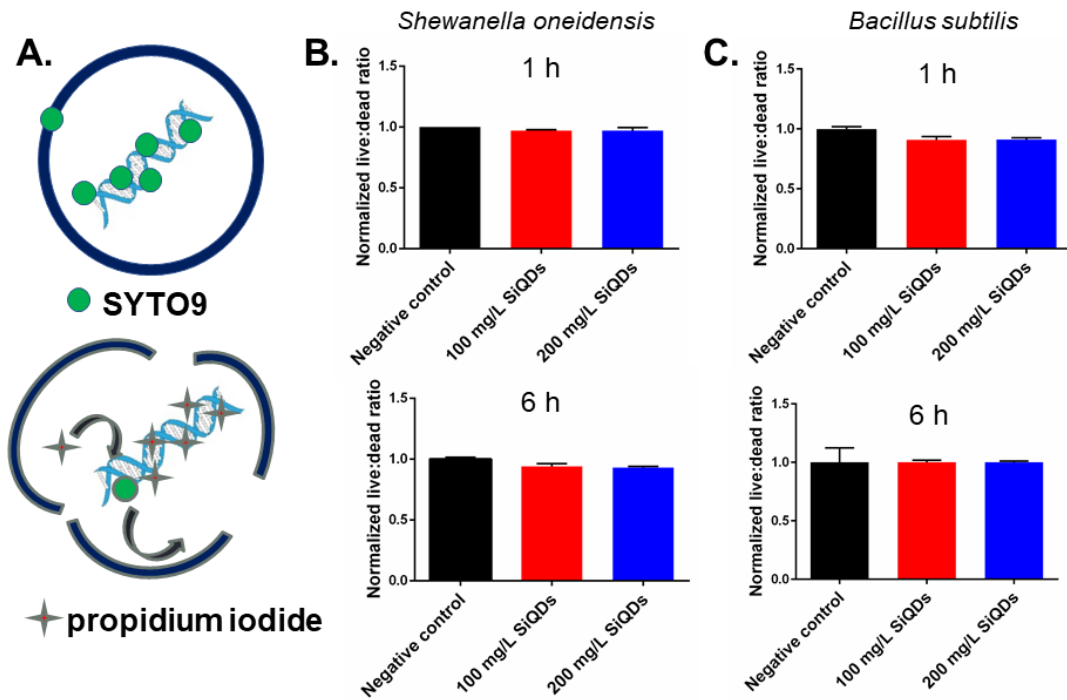 A.
SYTO9
propidium iodide
B.
Shewanella oneidensis
1 h
Normalized live:dead ratio
1.5
1.0
0.5
0.0
Negative control
100 mg/L SiQDs
200 mg/L SiQDs
6 h
Normalized live:dead ratio
1.5
1.0
0.5
0.0
Negative control
100 mg/L SiQDs
200 mg/L SiQDs
C.
Bacillus subtilis
1 h
Normalized live:dead ratio
1.5
1.0
0.5
0.0
Negative control
100 mg/L SiQDs
200 mg/L SiQDs
6 h
Normalized live:dead ratio
1.5
1.0
0.5
0.0
Negative control
100 mg/L SiQDs
200 mg/L SiQDs